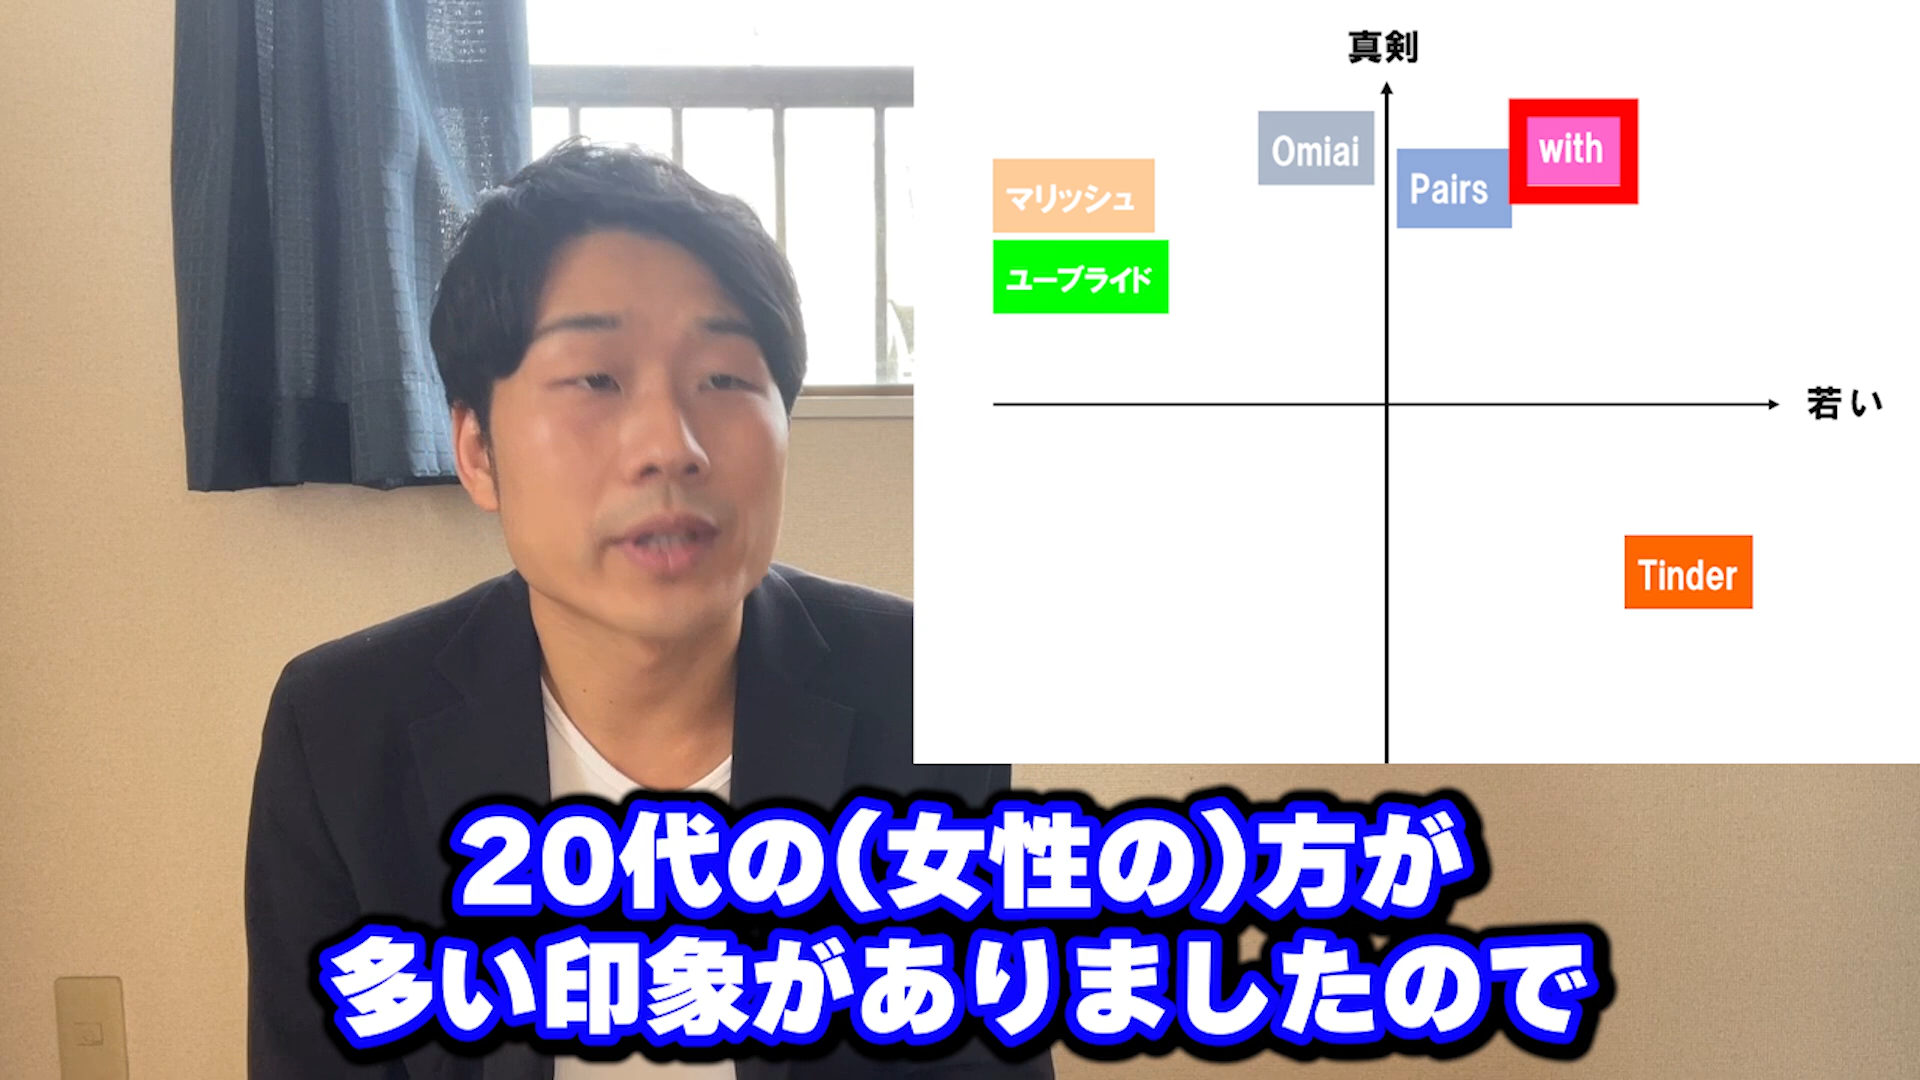 真剣
Omiai
with
Pairs
マリッシュ
ユーブライド
若い
Tinder
20代の(女性の)方が
多い印象がありましたので